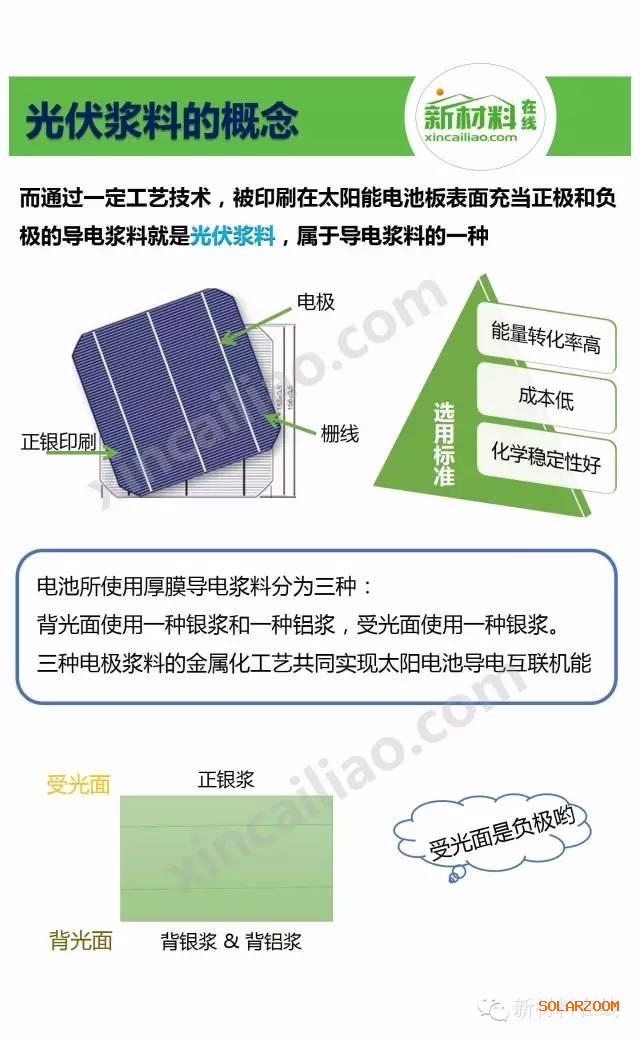 光伏浆料的概念
新材料在线
xincailiao.com
而通过一定工艺技术，被印刷在太阳能电池板表面充当正极和负
极的导电浆料就是光伏浆料，属于导电浆料的一种
电极
正银印刷
栅线
156±0.5
选用标准
能量转化率高
成本低
化学稳定性好
xincailiao.com
电池所使用厚膜导电浆料分为三种：
背光面使用一种银浆和一种铝浆，受光面使用一种银浆。
三种电极浆料的金属化工艺共同实现太阳电池导电互联机能
xincailiao.com
受光面
正银浆
受光面是负极哟
背光面
背银浆 & 背铝浆
新材料在线
SOLARZOOM